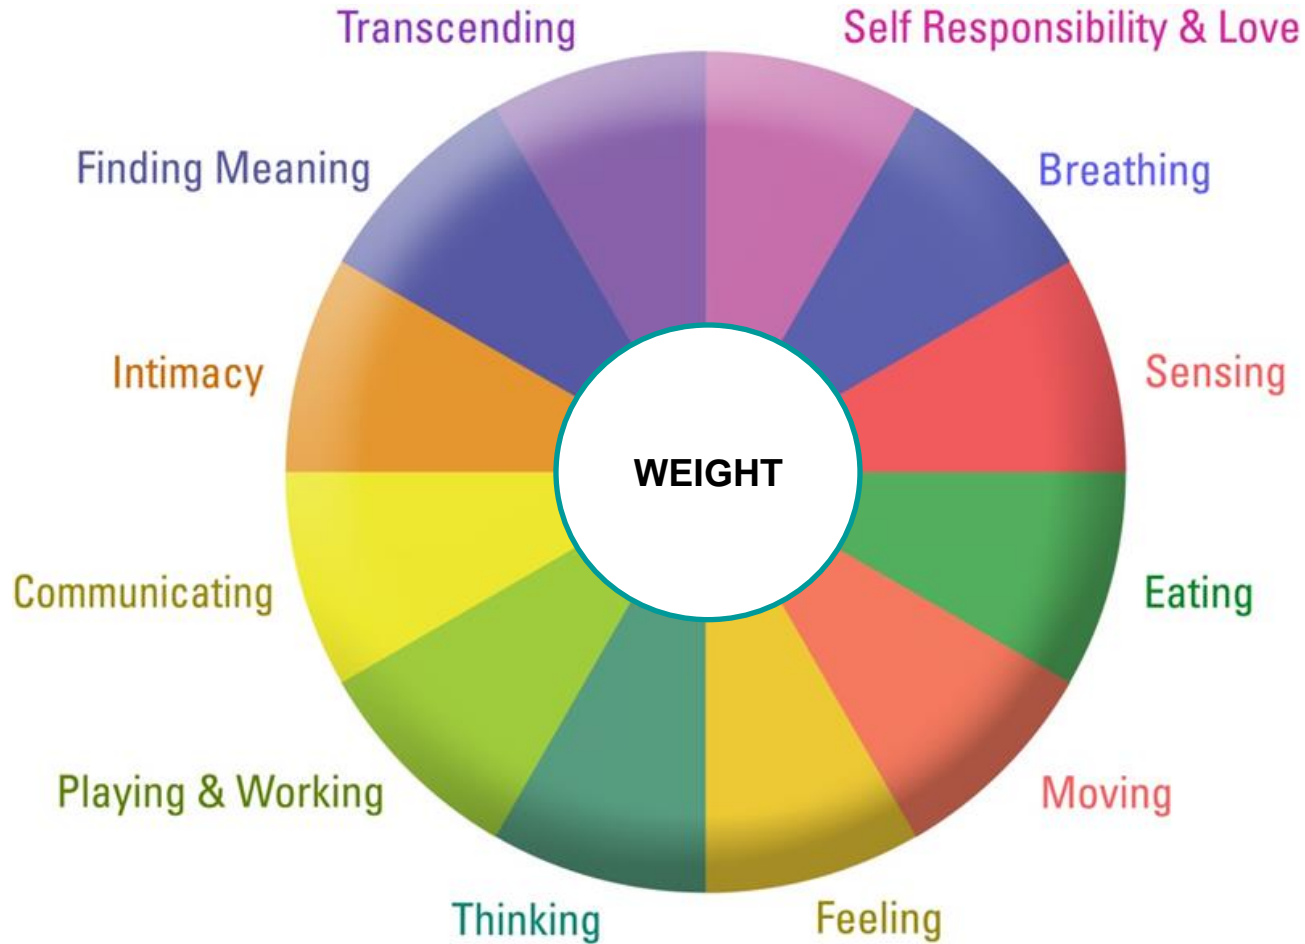 Transcending
Self Responsibility & Love
Finding Meaning
Breathing
Intimacy
Sensing
WEIGHT
Communicating
Eating
Playing & Working
Moving
Thinking
Feeling